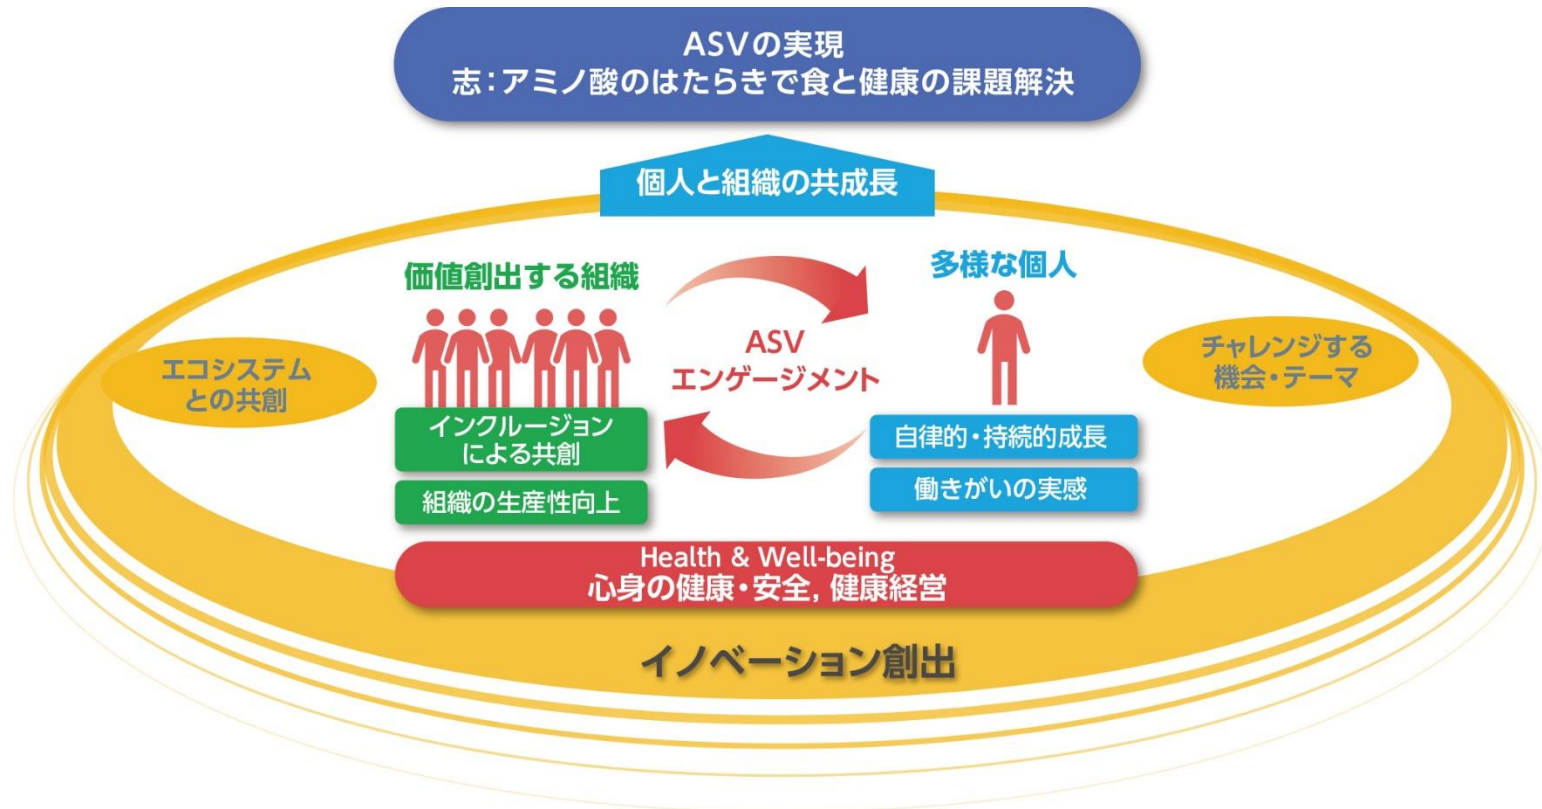 ASVの実現
志：アミノ酸のはたらきで食と健康の課題解決
個人と組織の共成長
価値創出する組織
多様な個人
エコシステム
との共創
ASV
エンゲージメント
チャレンジする
機会・テーマ
インクルージョン
による共創
組織の生産性向上
自律的・持続的成長
働きがいの実感
Health & Well-being
心身の健康・安全, 健康経営
イノベーション創出